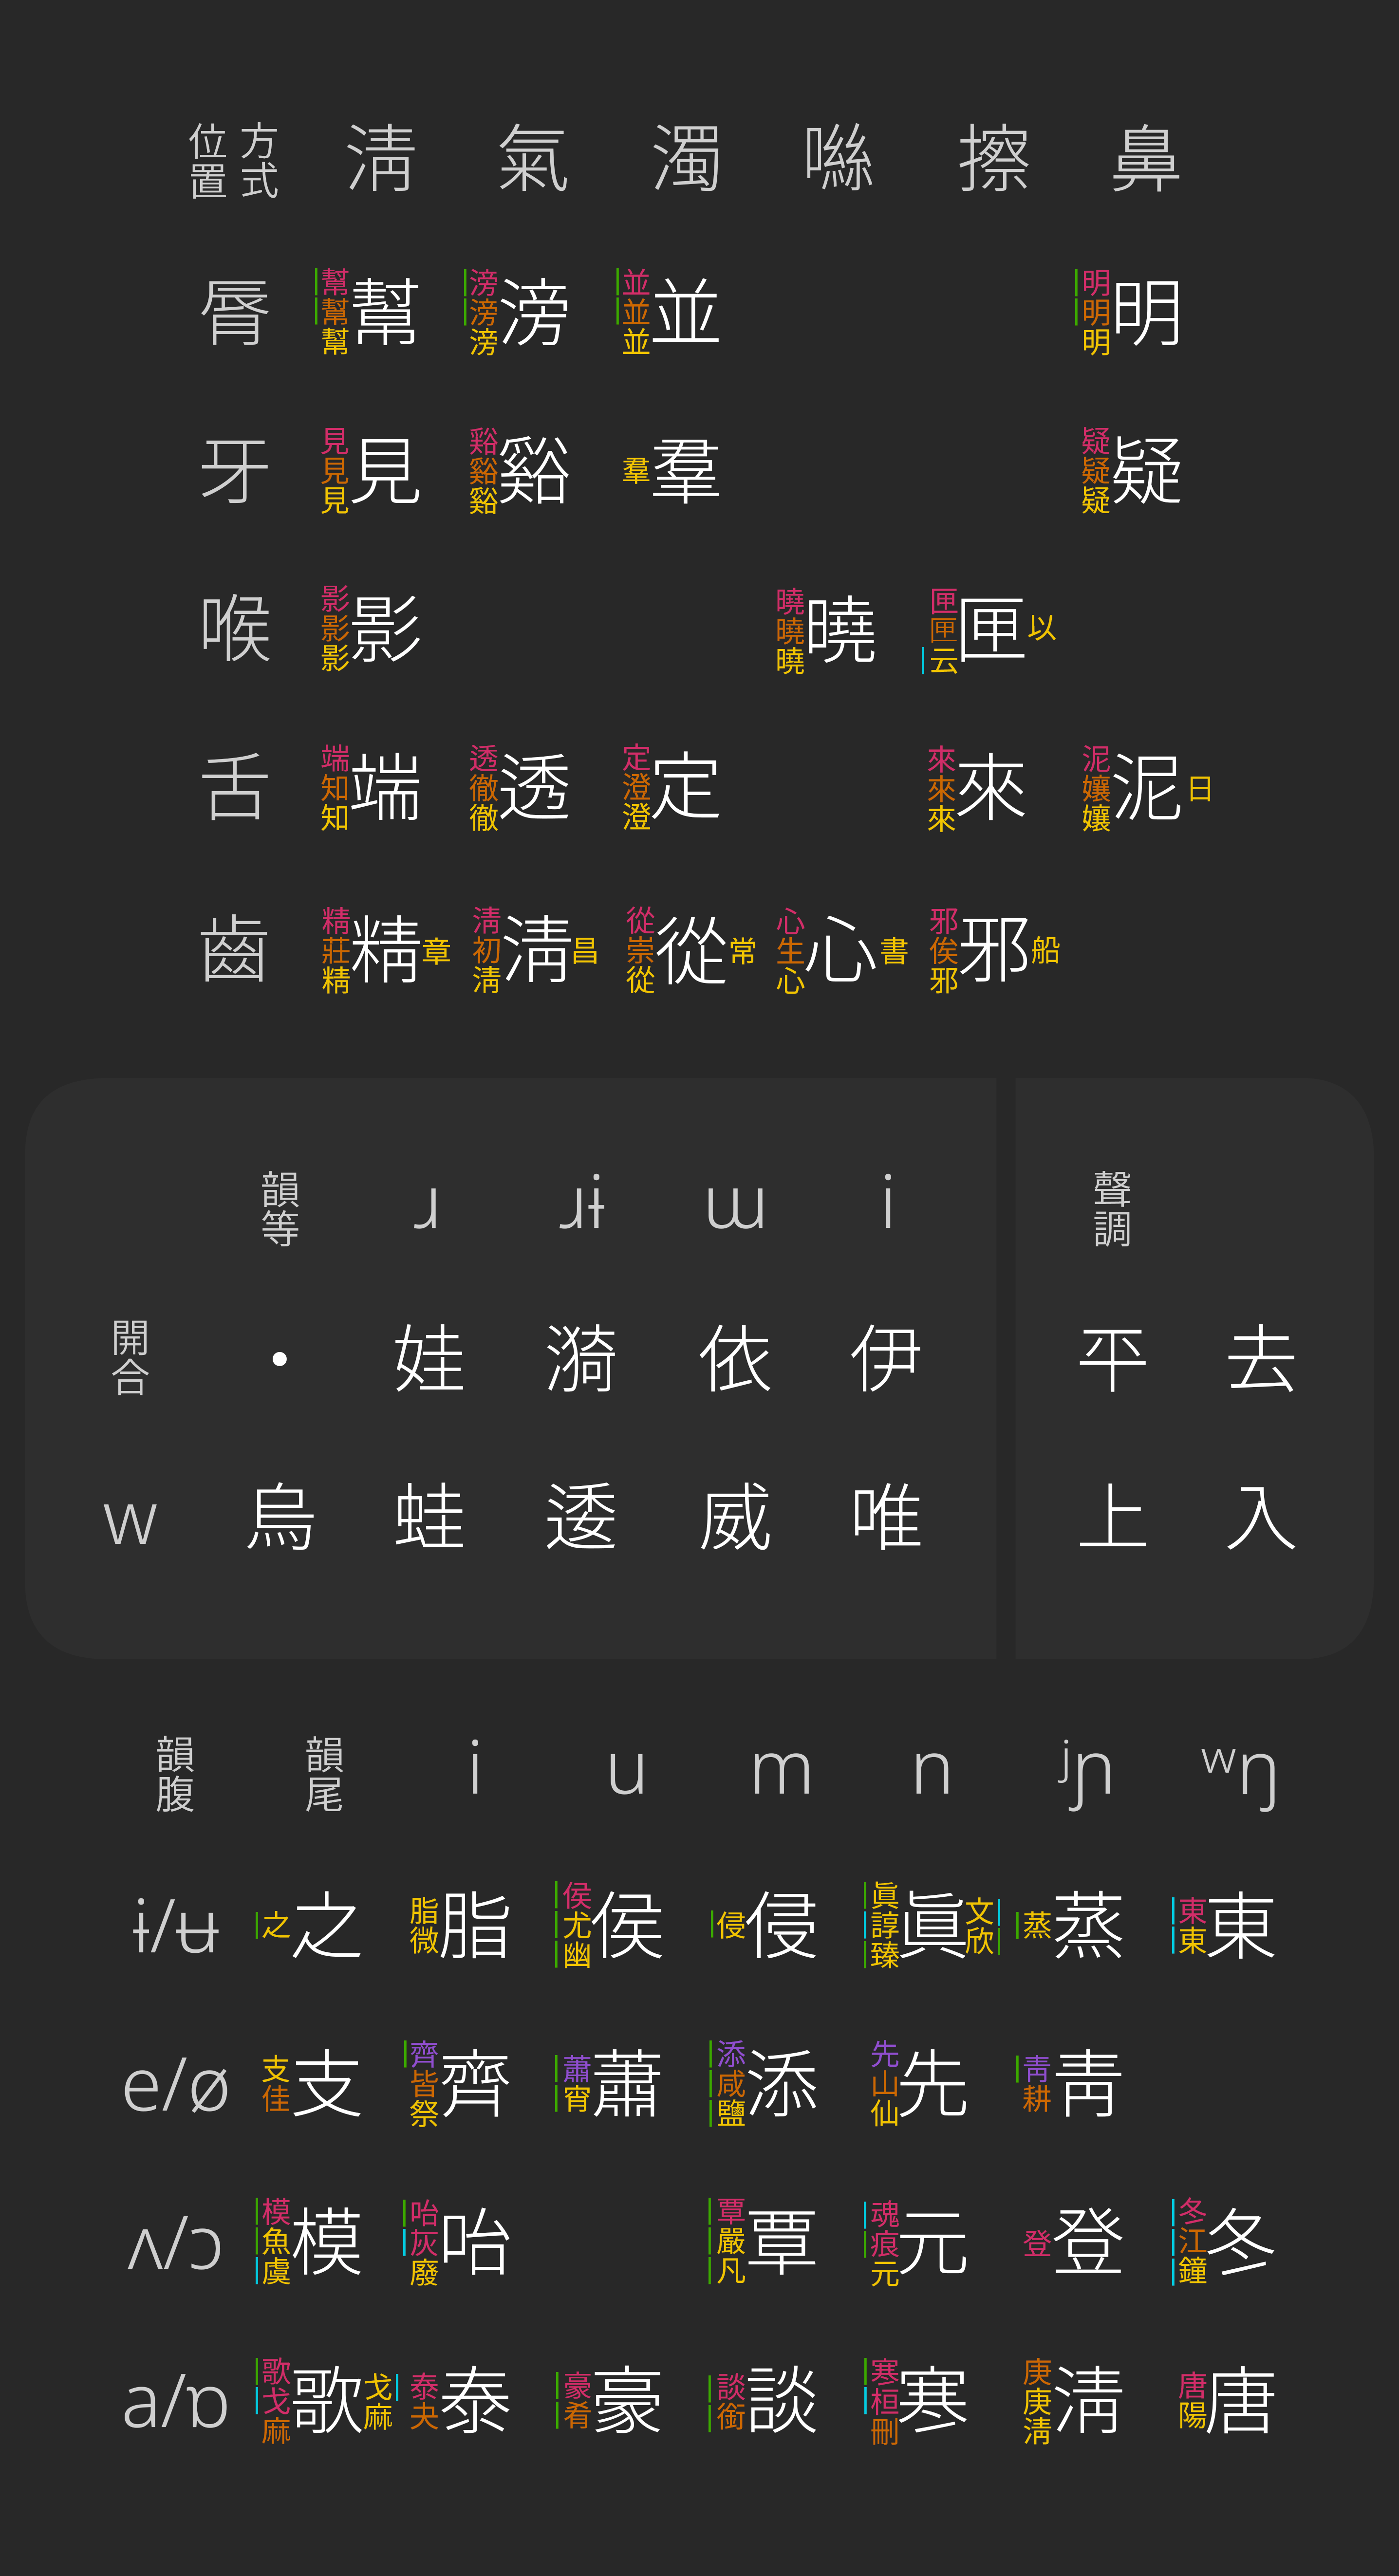 位置 方式 淸 氣 濁 噝 擦 鼻
唇 幫幫幫 幫 滂滂滂 滂 並並並 並 明明明 明
牙 見見見 見 谿谿谿 谿 羣 羣 疑疑疑 疑
喉 影影影 影 曉曉曉 曉 匣匣云 匣 以
舌 端知知 端 透徹徹 透 定澄澄 定 來來來 來 泥孃孃 泥 日
齒 精莊精 精 章 淸初淸 淸 昌 從崇從 從 常 心生心 心 書 邪俟邪 邪 船
韻等 ɹ ɹɨ ɯ i 聲調
開合 • 娃 漪 依 伊 平 去
w 烏 蛙 逶 威 唯 上 入
韻腹 韻尾 i u m n ʲɲ ʷŋ
ɨ/ʉ 之 之 脂微 脂 侯尤幽 侯 侵 侵 眞諄臻 眞 文欣 蒸 蒸 東東 東
e/ø 支佳 支 齊皆祭 齊 蕭宵 蕭 添咸鹽 添 先山仙 先 靑耕 靑
ʌ/ɔ 模魚虞 模 咍灰廢 咍 覃嚴凡 覃 魂痕元 元 登 登 冬江鐘 冬
a/ɒ 歌戈麻 歌 戈麻 泰夬 泰 豪肴 豪 談銜 談 寒桓刪 寒 庚庚淸 淸 唐陽 唐